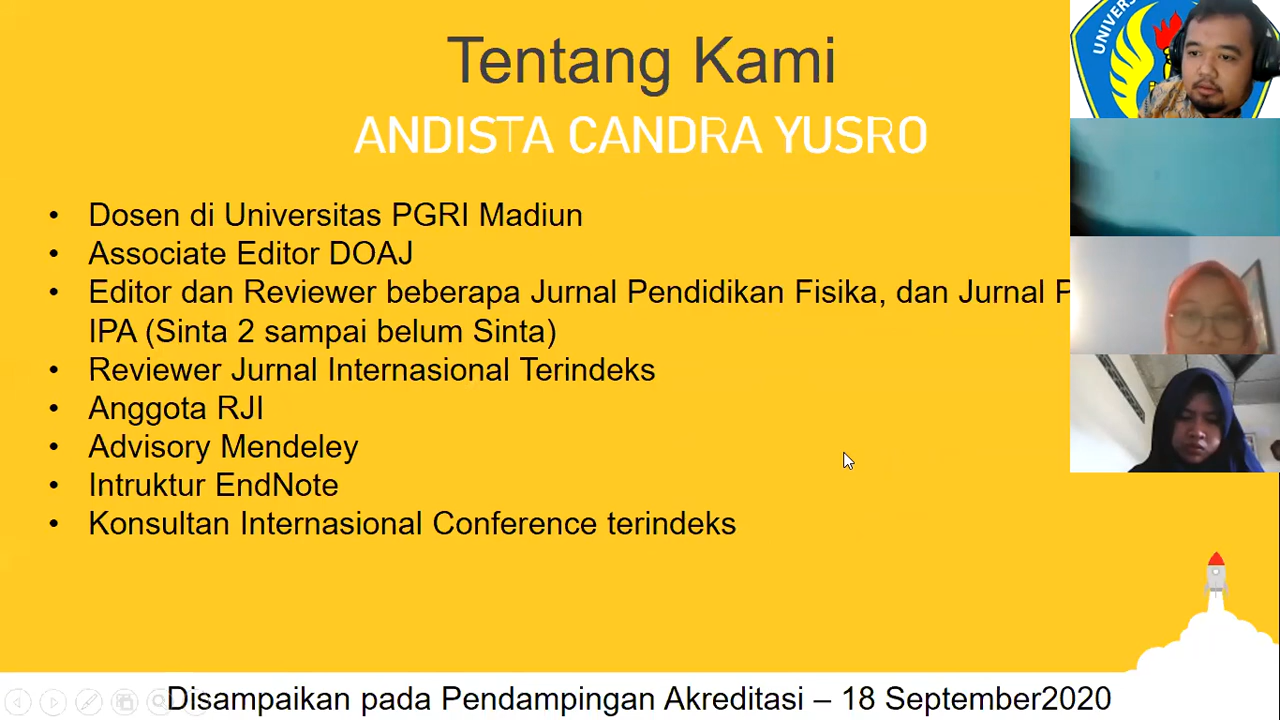 Tentang Kami
ANDISTA CANDRA YUSRO
• Dosen di Universitas PGRI Madiun
• Associate Editor DOAJ
• Editor dan Reviewer beberapa Jurnal Pendidikan Fisika, dan Jurnal P
IPA (Sinta 2 sampai belum Sinta)
• Reviewer Jurnal Internasional Terindeks
• Anggota RJI
• Advisory Mendeley
• Intruktur EndNote
• Konsultan Internasional Conference terindeks
Disampaikan pada Pendampingan Akreditasi – 18 September2020